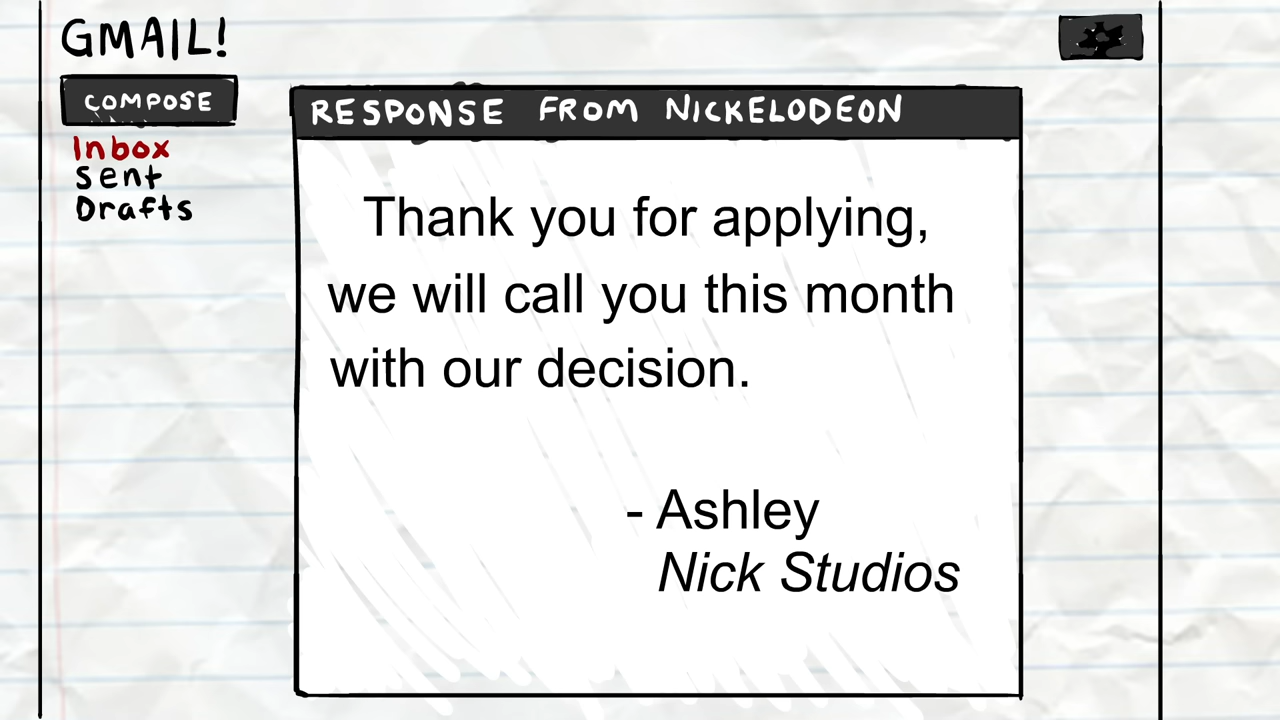 GMAIL!
COMPOSE
Inbox
Sent
Drafts
RESPONSE FROM NICKELODEON
Thank you for applying,
we will call you this month
with our decision.
- Ashley
Nick Studios